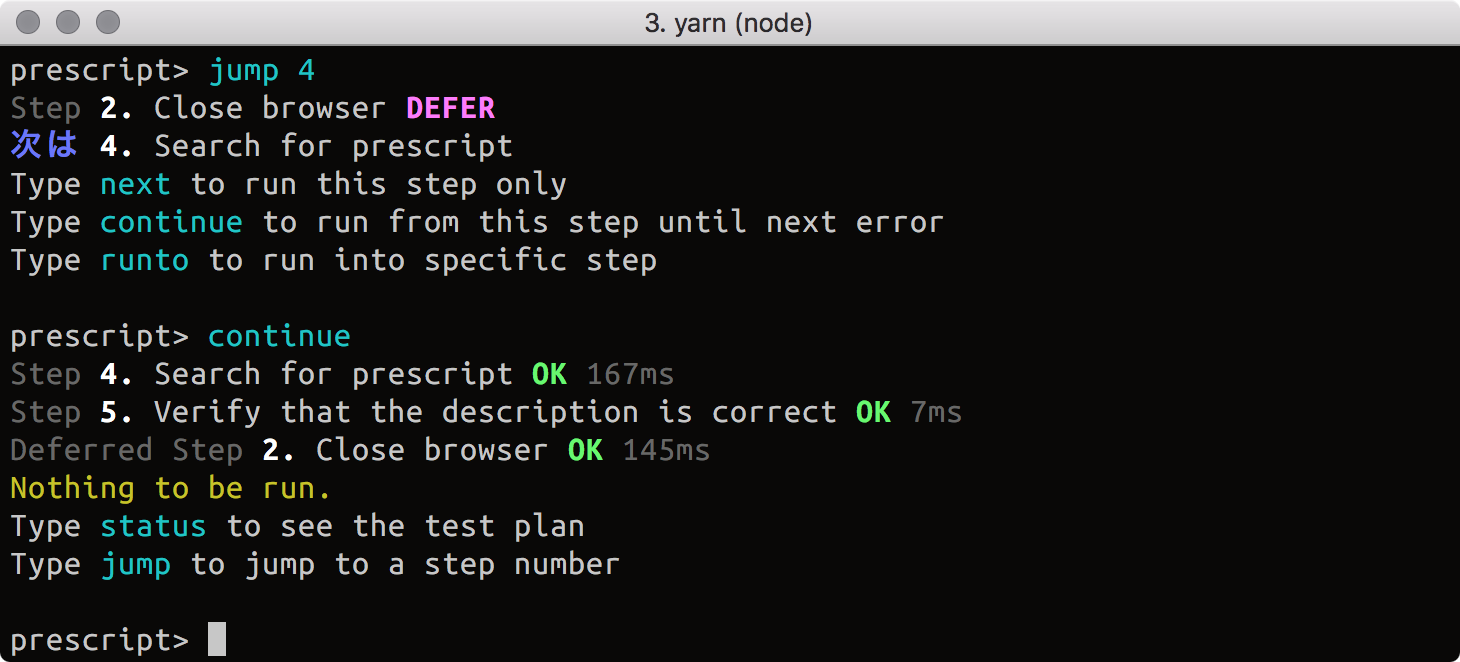 3. yarn (node)
prescript> jump 4
Step 2. Close browser DEFER
次は 4. Search for prescript
Type next to run this step only
Type continue to run from this step until next error
Type runto to run into specific step
prescript> continue
Step 4. Search for prescript OK 167ms
Step 5. Verify that the description is correct OK 7ms
Deferred Step 2. Close browser OK 145ms
Nothing to be run.
Type status to see the test plan
Type jump to jump to a step number
prescript>